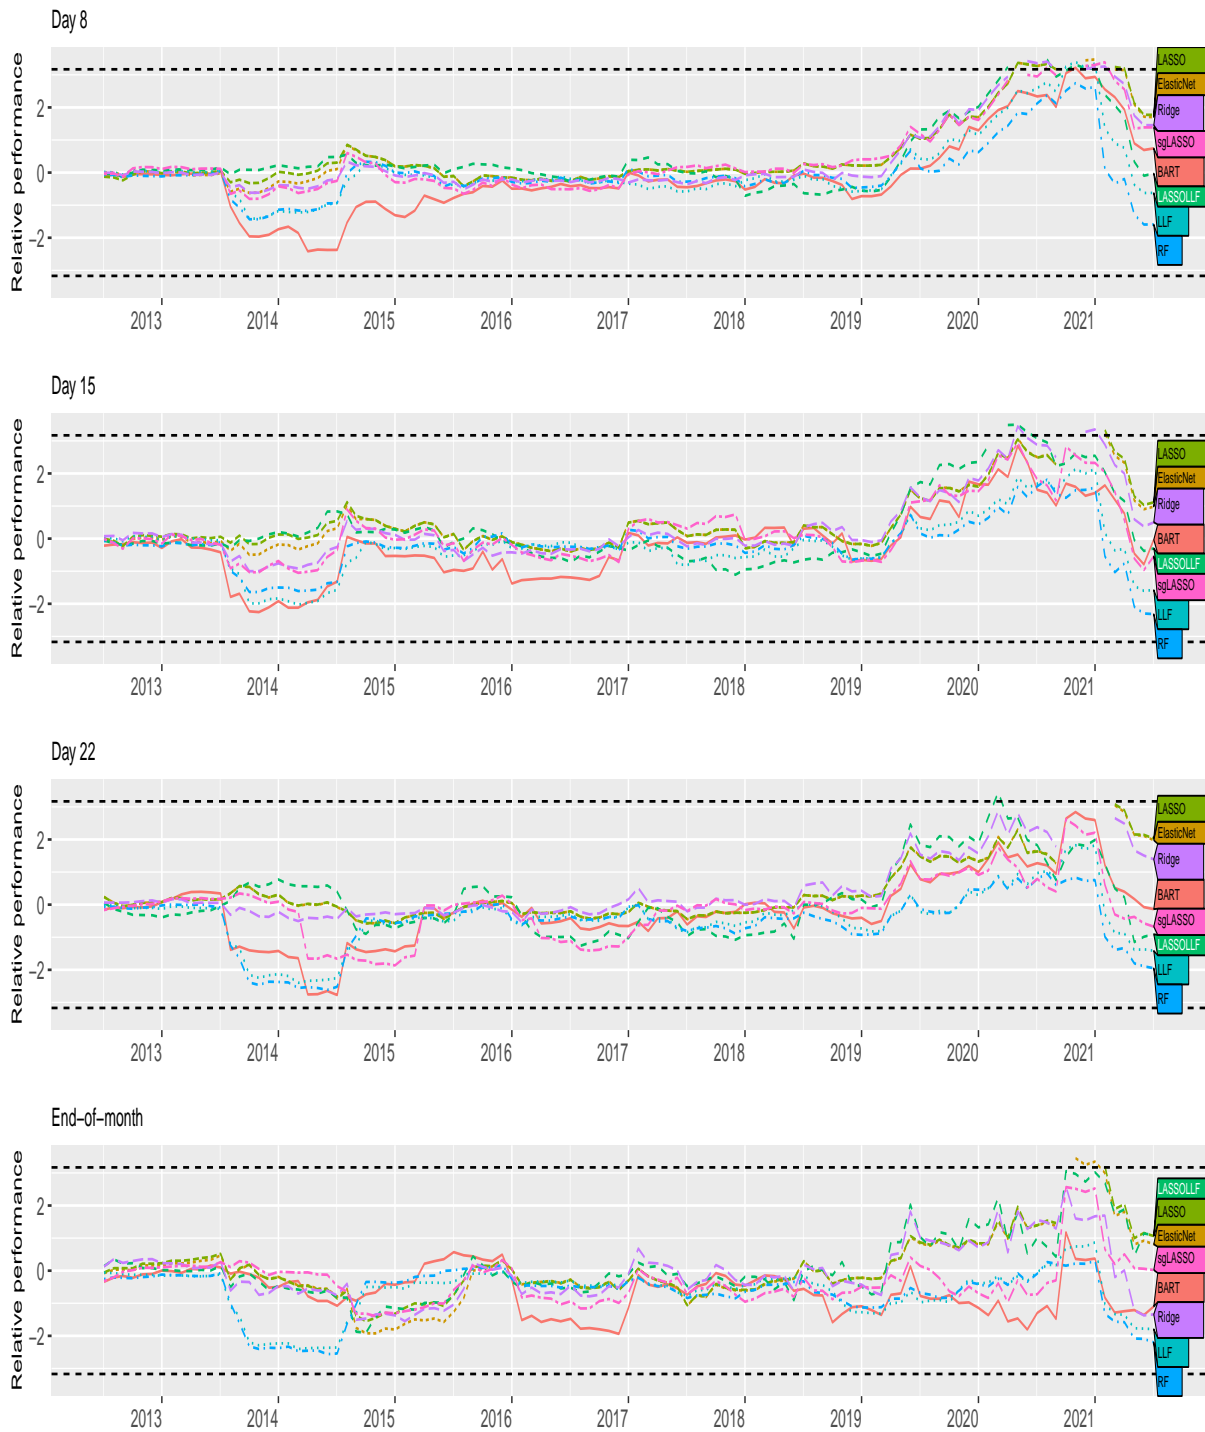 Day 8
Relative performance
2
0
−2
LASSO
ElasticNet
Ridge
sgLASSO
BART
LASSOLLF
LLF
RF
2013 2014 2015 2016 2017 2018 2019 2020 2021
Day 15
Relative performance
2
0
−2
LASSO
ElasticNet
Ridge
BART
LASSOLLF
sgLASSO
LLF
RF
2013 2014 2015 2016 2017 2018 2019 2020 2021
Day 22
Relative performance
2
0
−2
LASSO
ElasticNet
Ridge
BART
sgLASSO
LASSOLLF
LLF
RF
2013 2014 2015 2016 2017 2018 2019 2020 2021
End−of−month
Relative performance
2
0
−2
LASSOLLF
LASSO
ElasticNet
sgLASSO
BART
Ridge
LLF
RF
2013 2014 2015 2016 2017 2018 2019 2020 2021